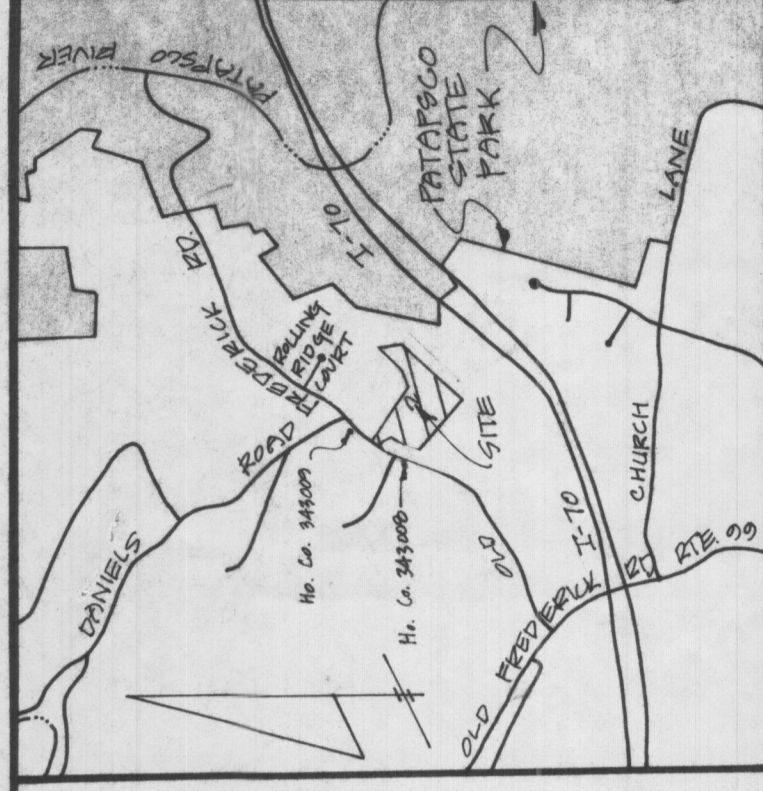 PATAPSCO RIVER
PATAPSCO
STATE
PARK
I-70
LANE
FREDERICK RD.
ROLLING
RIDGE
COURT
ROAD
SITE
DANIELS
Ho. Co. 343009
Ho. Co. 343008
OLD
CHURCH
I-70
OLD FREDERICK RD
RTE. 99